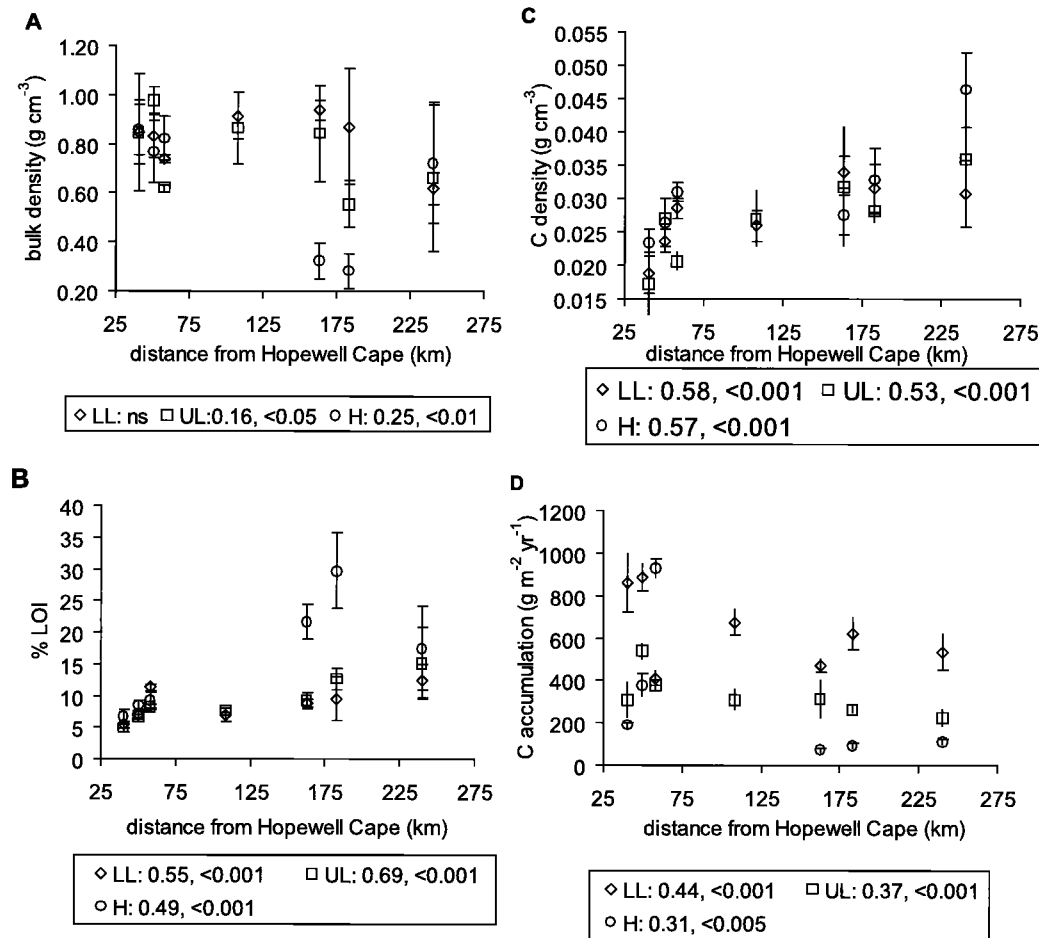 A
1.20
1.00
0.80
0.60
0.40
0.20
bulk density (g cm⁻³)
25 75 125 175 225 275
distance from Hopewell Cape (km)
◇ LL: ns □ UL:0.16, <0.05 ○ H: 0.25, <0.01
C
0.055
0.050
0.045
0.040
0.035
0.030
0.025
0.020
0.015
C density (g cm⁻³)
25 75 125 175 225 275
distance from Hopewell Cape (km)
◇ LL: 0.58, <0.001 □ UL: 0.53, <0.001
○ H: 0.57, <0.001
B
40
35
30
25
20
15
10
5
0
% LOI
25 75 125 175 225 275
distance from Hopewell Cape (km)
◇ LL: 0.55, <0.001 □ UL: 0.69, <0.001
○ H: 0.49, <0.001
D
1200
1000
800
600
400
200
0
C accumulation (g m⁻² yr⁻¹)
25 75 125 175 225 275
distance from Hopewell Cape (km)
◇ LL: 0.44, <0.001 □ UL: 0.37, <0.001
○ H: 0.31, <0.005